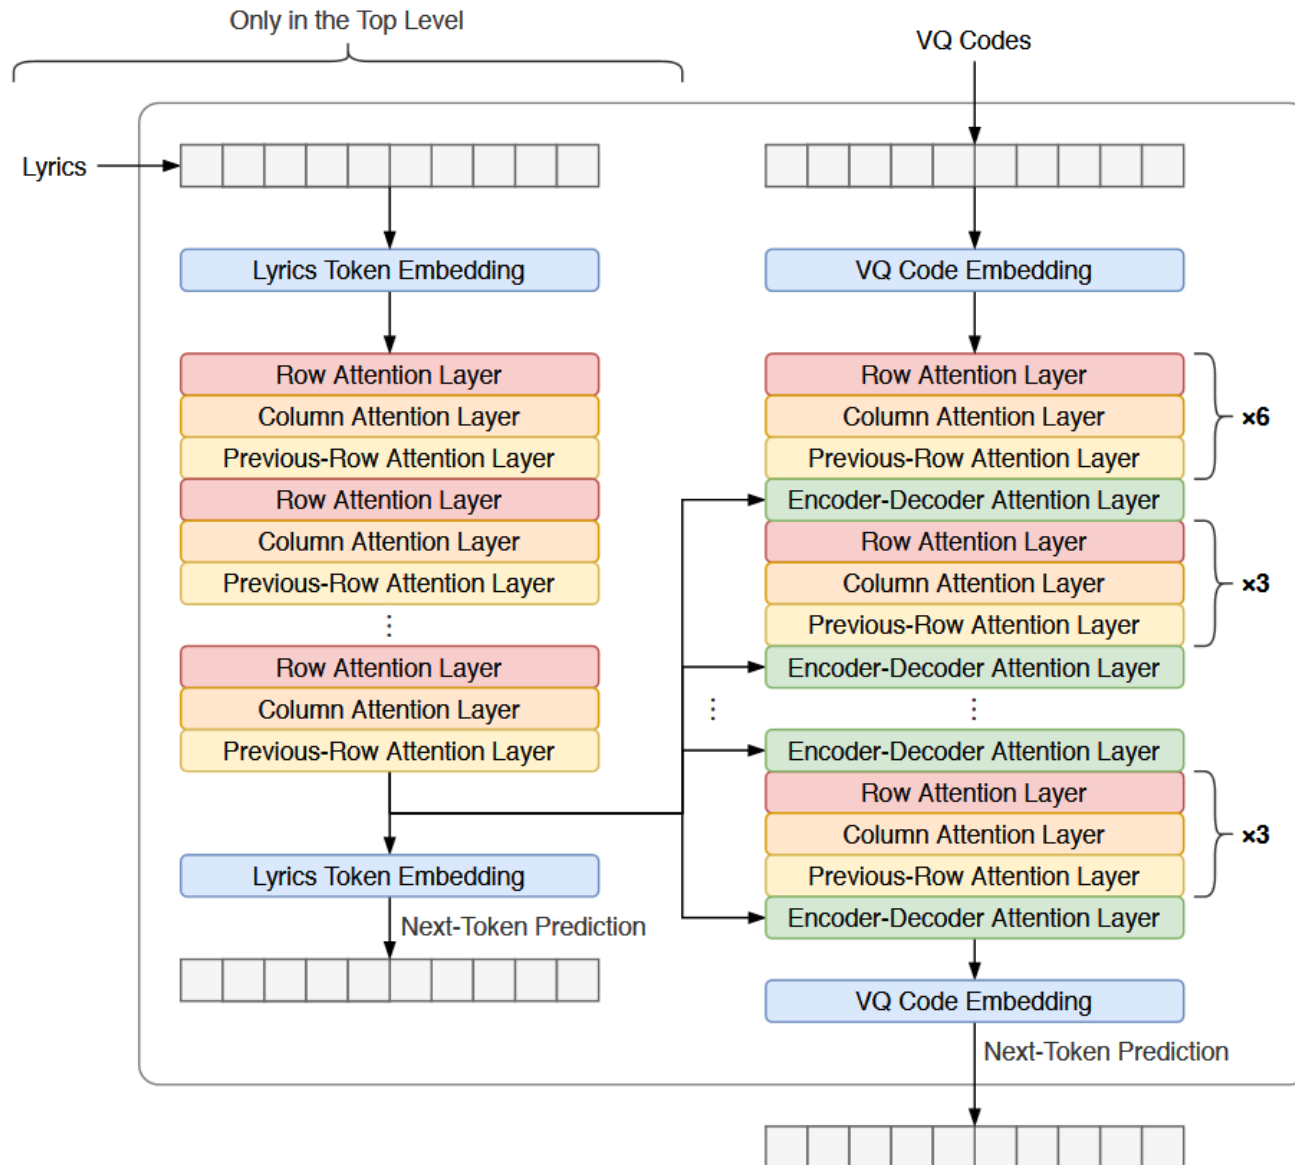 Only in the Top Level
VQ Codes
Lyrics
Lyrics Token Embedding
VQ Code Embedding
Row Attention Layer
Column Attention Layer
Previous-Row Attention Layer
Row Attention Layer
Column Attention Layer
Previous-Row Attention Layer
⋮
Row Attention Layer
Column Attention Layer
Previous-Row Attention Layer
Lyrics Token Embedding
Next-Token Prediction
Row Attention Layer
Column Attention Layer
Previous-Row Attention Layer
×6
Encoder-Decoder Attention Layer
Row Attention Layer
Column Attention Layer
Previous-Row Attention Layer
×3
Encoder-Decoder Attention Layer
⋮ ⋮
Encoder-Decoder Attention Layer
Row Attention Layer
Column Attention Layer
Previous-Row Attention Layer
×3
Encoder-Decoder Attention Layer
VQ Code Embedding
Next-Token Prediction